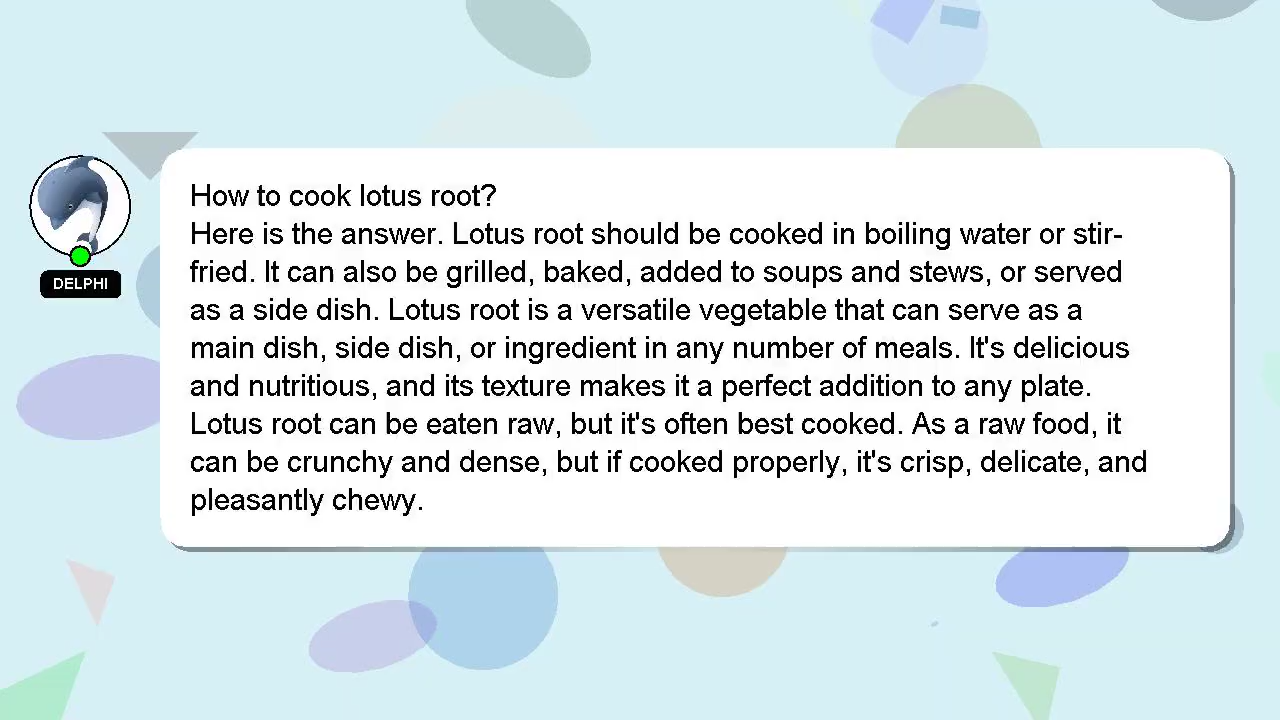 How to cook lotus root?
Here is the answer. Lotus root should be cooked in boiling water or stir-
fried. It can also be grilled, baked, added to soups and stews, or served
as a side dish. Lotus root is a versatile vegetable that can serve as a
main dish, side dish, or ingredient in any number of meals. It's delicious
and nutritious, and its texture makes it a perfect addition to any plate.
Lotus root can be eaten raw, but it's often best cooked. As a raw food, it
can be crunchy and dense, but if cooked properly, it's crisp, delicate, and
pleasantly chewy.
DELPHI